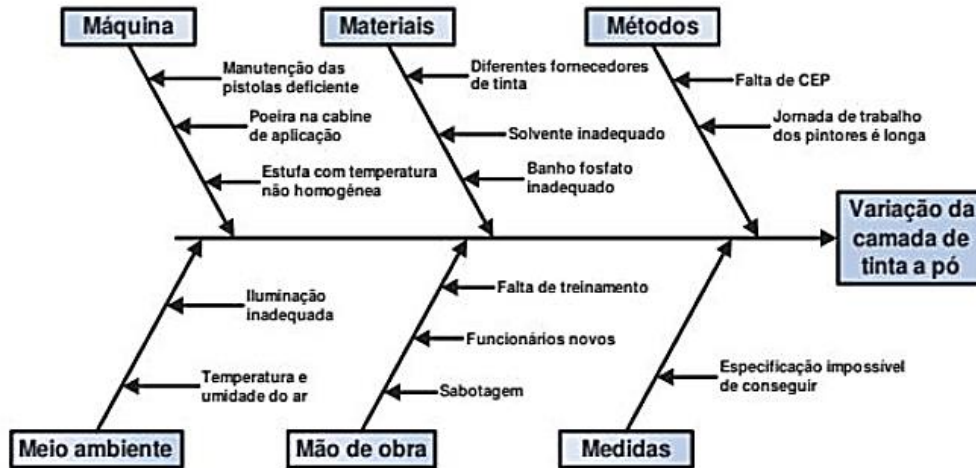 Máquina
Materiais
Métodos
Manutenção das
pistolas deficiente
Poeira na cabine
de aplicação
Estufa com temperatura
não homogénea
Diferentes fornecedores
de tinta
Solvente inadequado
Banho fosfato
inadequado
Falta de CEP
Jornada de trabalho
dos pintores é longa
Variação da
camada de
tinta a pó
Iluminação
inadequada
Temperatura e
umidade do ar
Falta de treinamento
Funcionários novos
Sabotagem
Especificação impossível
de conseguir
Meio ambiente
Mão de obra
Medidas